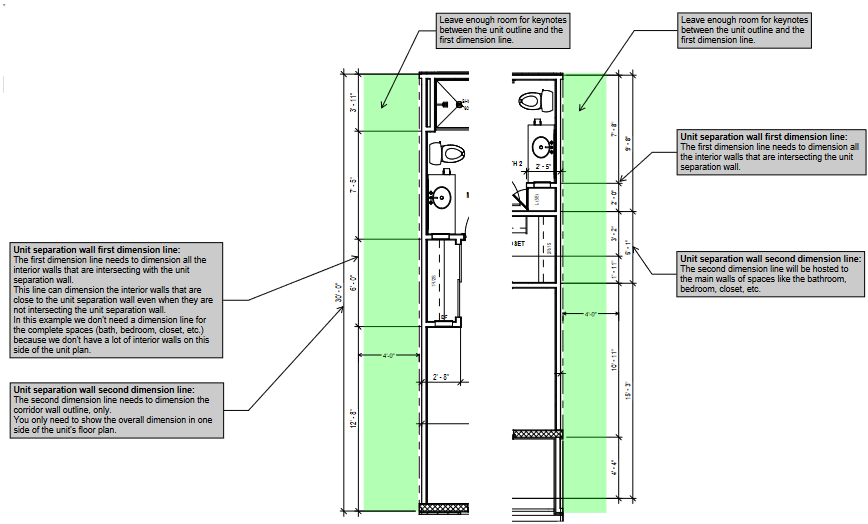 Leave enough room for keynotes
between the unit outline and the
first dimension line.
Leave enough room for keynotes
between the unit outline and the
first dimension line.
Unit separation wall first dimension line:
The first dimension line needs to dimension all
the interior walls that are intersecting the unit
separation wall.
Unit separation wall second dimension line:
The second dimension line will be hosted to
the main walls of spaces like the bathroom,
bedroom, closet, etc.
Unit separation wall first dimension line:
The first dimension line needs to dimension all the
interior walls that are intersecting with the unit
separation wall.
This line can dimension the interior walls that are
close to the unit separation wall even when they are
not intersecting the unit separation wall.
In this example we don't need a dimension line for
the complete spaces (bath, bedroom, closet, etc.)
because we don't have a lot of interior walls on this
side of the unit plan.
Unit separation wall second dimension line:
The second dimension line needs to dimension the
corridor wall outline, only.
You only need to show the overall dimension in one
side of the unit's floor plan.
3' - 11"
7' - 5"
6' - 0"
12' - 8"
30' - 0"
4'-0"
2' - 8"
H 2
2' - 5"
SET
7' - 8"
2' - 0"
3' - 2"
1' - 11"
10' - 11"
4' - 4"
9' - 8"
15' - 3"
4'-0"